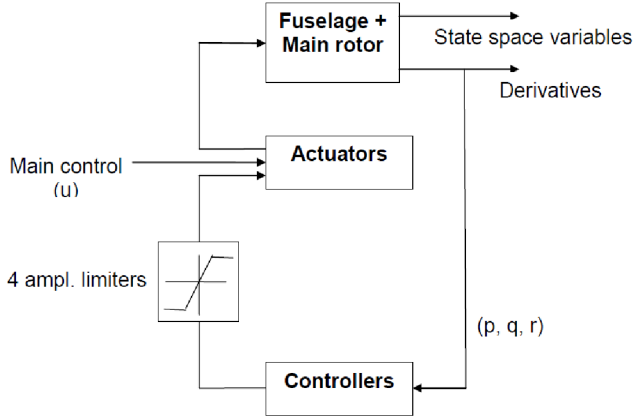 Fuselage +
Main rotor
State space variables
Derivatives
Actuators
Main control
(u)
4 ampl. limiters
(p, q, r)
Controllers